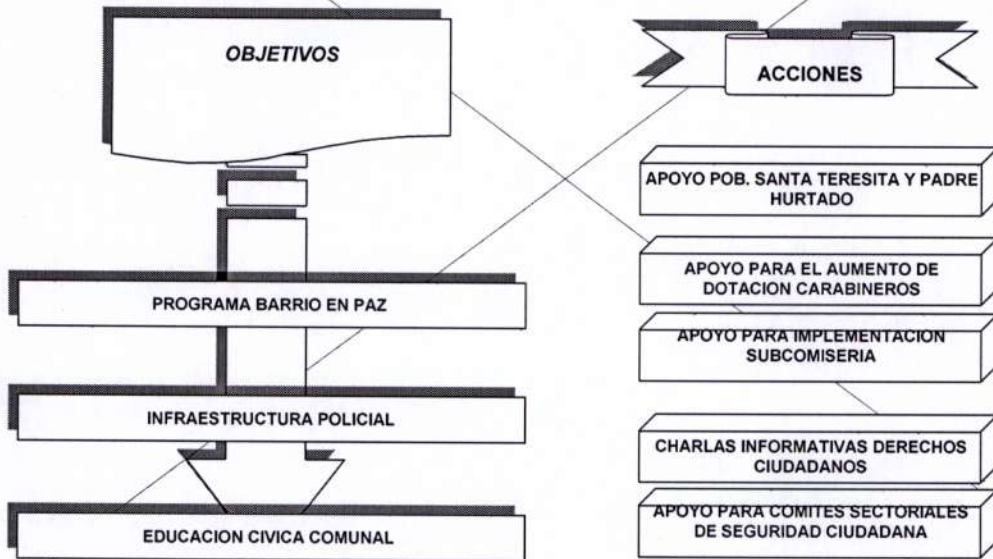 OBJETIVOS
PROGRAMA BARRIO EN PAZ
INFRAESTRUCTURA POLICIAL
EDUCACION CIVICA COMUNAL
ACCIONES
APOYO POB. SANTA TERESITA Y PADRE
HURTADO
APOYO PARA EL AUMENTO DE
DOTACION CARABINEROS
APOYO PARA IMPLEMENTACION
SUBCOMISERIA
CHARLAS INFORMATIVAS DERECHOS
CIUDADANOS
APOYO PARA COMITES SECTORIALES
DE SEGURIDAD CIUDADANA